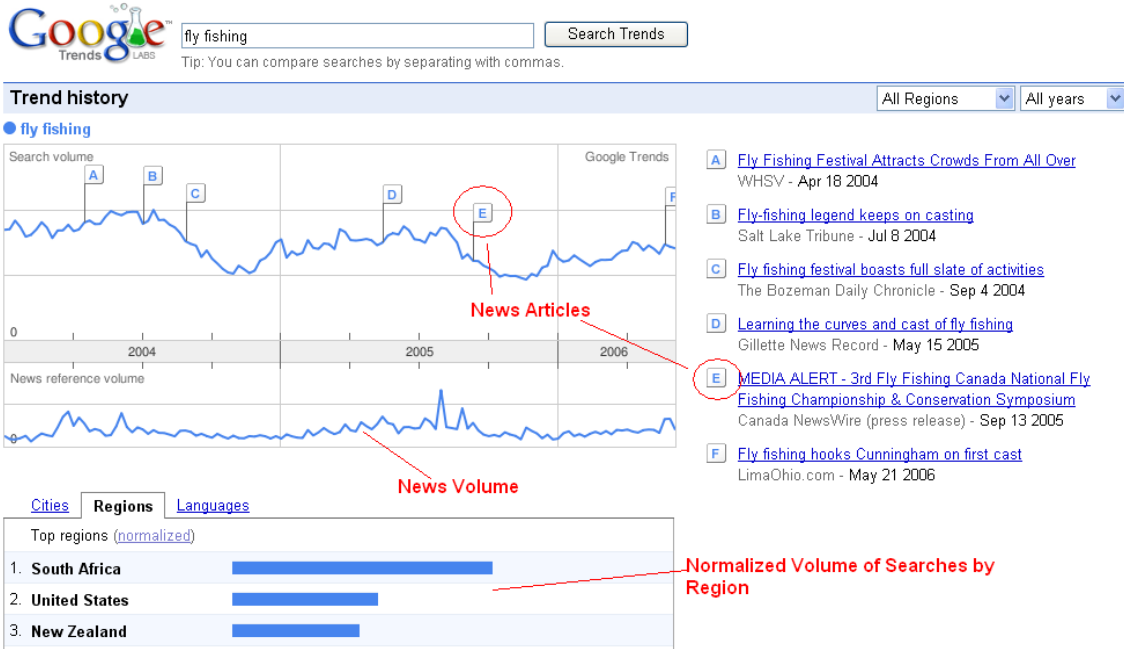 Google
Trends LABS
fly fishing
Search Trends
Tip: You can compare searches by separating with commas.
Trend history
All Regions
All years
fly fishing
Search volume
Google Trends
A
B
C
D
E
F
0
2004
2005
2006
News reference volume
0
News Articles
News Volume
A Fly Fishing Festival Attracts Crowds From All Over
WHSV - Apr 18 2004
B Fly-fishing legend keeps on casting
Salt Lake Tribune - Jul 8 2004
C Fly fishing festival boasts full slate of activities
The Bozeman Daily Chronicle - Sep 4 2004
D Learning the curves and cast of fly fishing
Gillette News Record - May 15 2005
E MEDIA ALERT - 3rd Fly Fishing Canada National Fly
Fishing Championship & Conservation Symposium
Canada NewsWire (press release) - Sep 13 2005
F Fly fishing hooks Cunningham on first cast
LimaOhio.com - May 21 2006
Cities Regions Languages
Top regions (normalized)
1. South Africa
2. United States
3. New Zealand
Normalized Volume of Searches by
Region